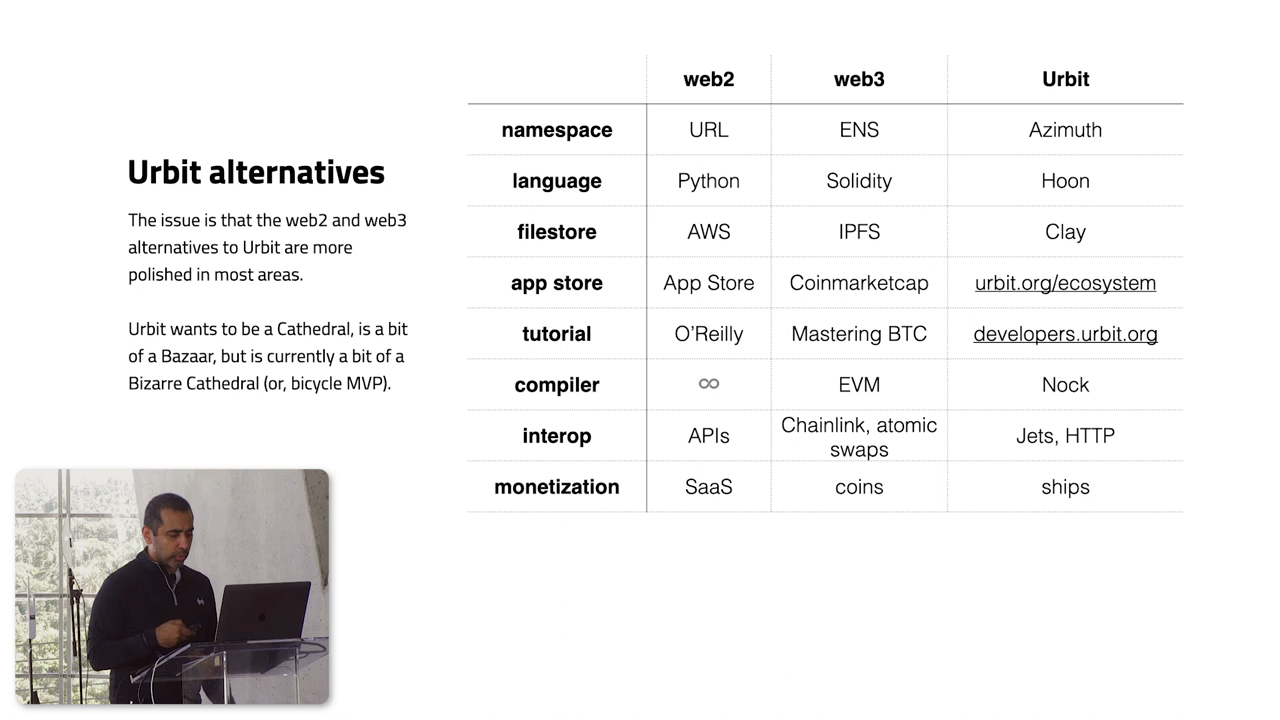 Urbit alternatives
The issue is that the web2 and web3
alternatives to Urbit are more
polished in most areas.
Urbit wants to be a Cathedral, is a bit
of a Bazaar, but is currently a bit of a
Bizarre Cathedral (or, bicycle MVP).
web2 web3 Urbit
namespace URL ENS Azimuth
language Python Solidity Hoon
filestore AWS IPFS Clay
app store App Store Coinmarketcap urbit.org/ecosystem
tutorial O’Reilly Mastering BTC developers.urbit.org
compiler ∞ EVM Nock
interop APIs Chainlink, atomic swaps Jets, HTTP
monetization SaaS coins ships